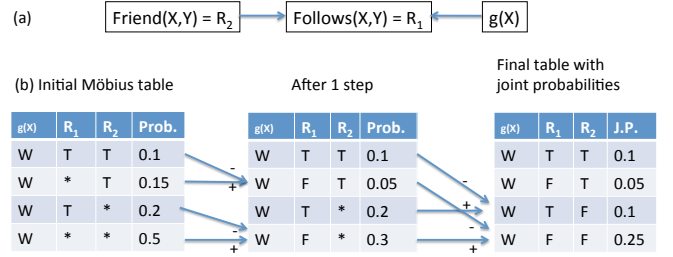 (a) Friend(X,Y) = R₂ Follows(X,Y) = R₁ g(X)
Final table with
(b) Initial Möbius table After 1 step joint probabilities
g(X) R₁ R₂ Prob. g(X) R₁ R₂ Prob. g(X) R₁ R₂ J.P.
W T T 0.1 - W T T 0.1 - W T T 0.1
W * T 0.15 + W F T 0.05 + W F T 0.05
W T * 0.2 - W T * 0.2 - W T F 0.1
W * * 0.5 + W F * 0.3 + W F F 0.25